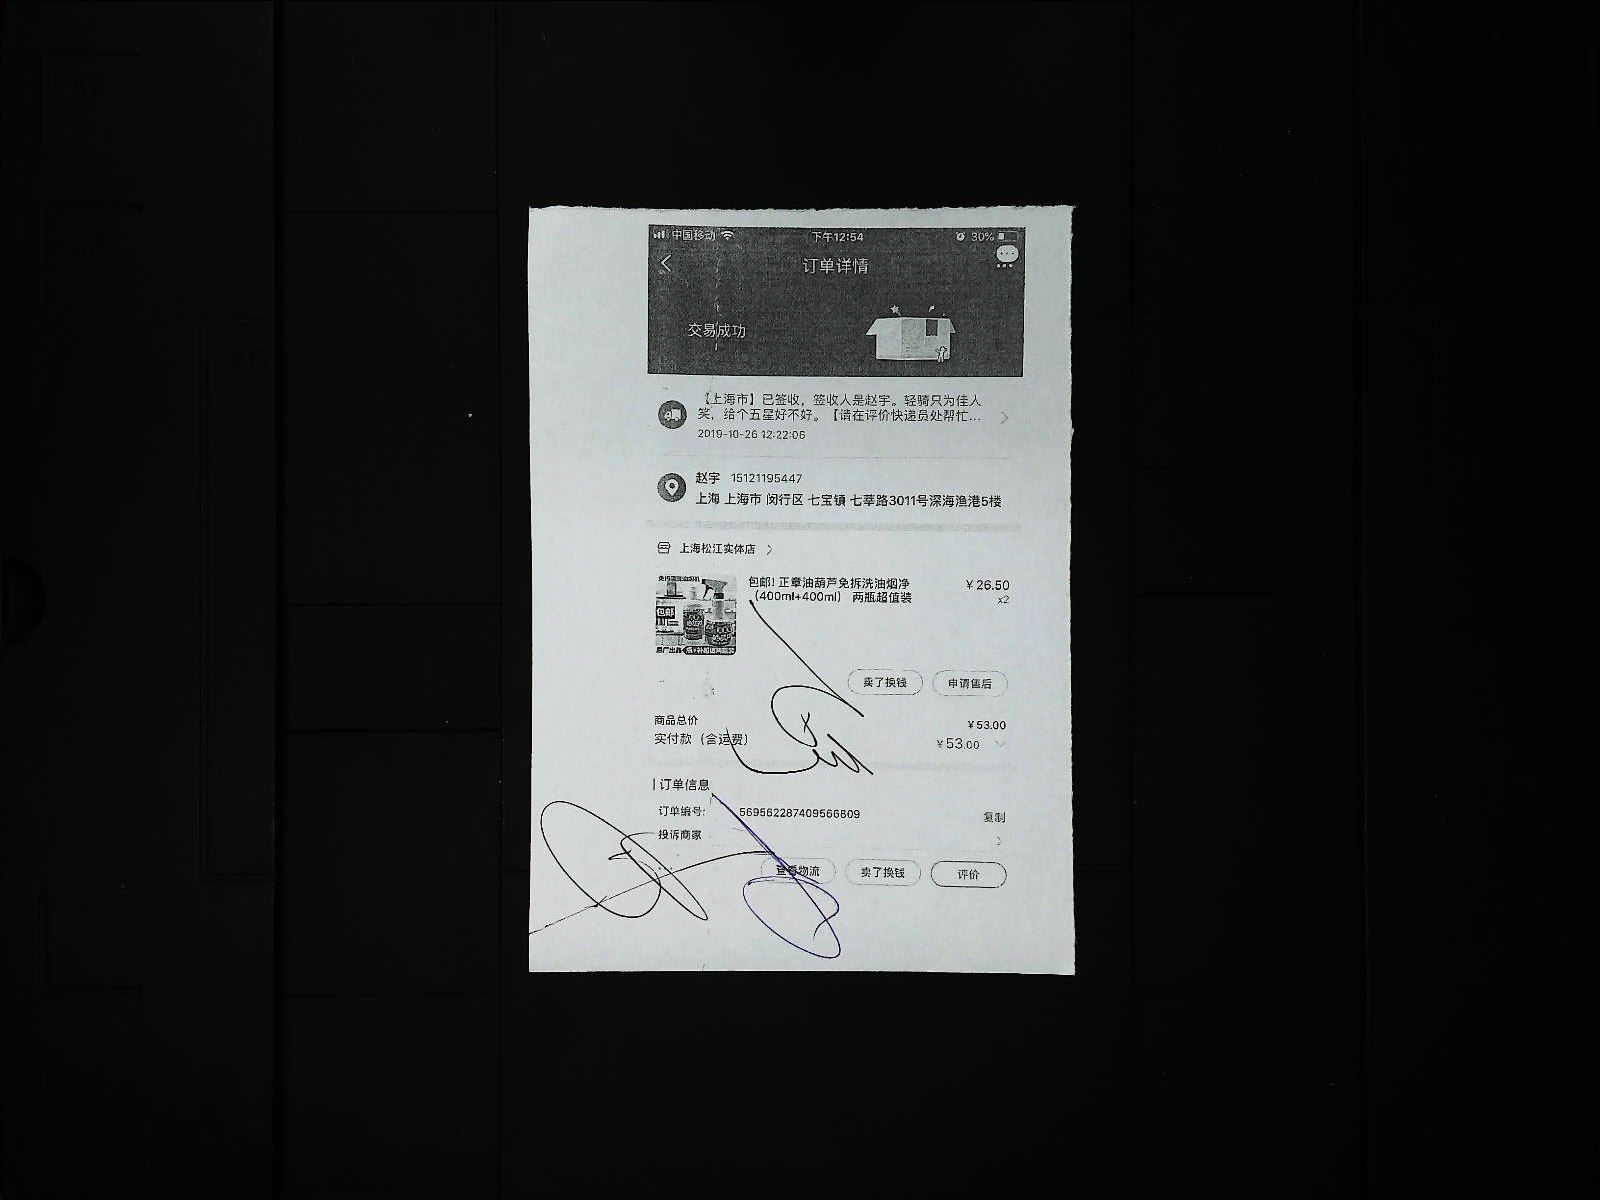 中国移动 下午12:54 30%
订单详情
交易成功
【上海市】已签收，签收人是赵宇。轻骑只为佳人
笑，给个五星好不好。【请在评价快递员处帮忙...
2019-10-26 12:22:06
赵宇 15121195447
上海 上海市 闵行区 七宝镇 七莘路3011号深海渔港5楼
上海松江实体店
包邮! 正章油葫芦免拆洗油烟净 ￥26.50
（400ml+400ml） 两瓶超值装 x2
包邮
卖了换钱 申请售后
商品总价 ￥53.00
实付款（含运费） ￥53.00
订单信息
订单编号: 569562287409566809 复制
投诉商家
查看物流 卖了换钱 评价